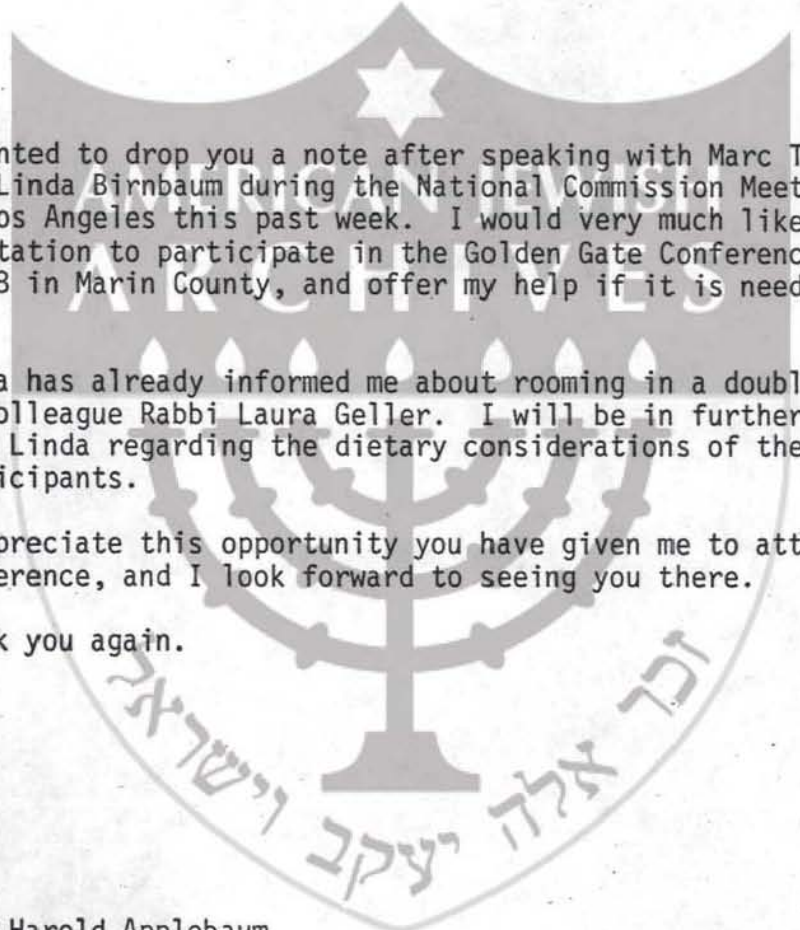 nted to drop you a note after speaking with Marc T
Linda Birnbaum during the National Commission Meet
os Angeles this past week. I would very much like
tation to participate in the Golden Gate Conferenc
3 in Marin County, and offer my help if it is need
a has already informed me about rooming in a doubl
olleague Rabbi Laura Geller. I will be in further
Linda regarding the dietary considerations of the
icipants.
preciate this opportunity you have given me to att
erence, and I look forward to seeing you there.
k you again.
Harold Applebaum
AMERICAN JEWISH
ARCHIVES
זכר אלה יעקב וישראל